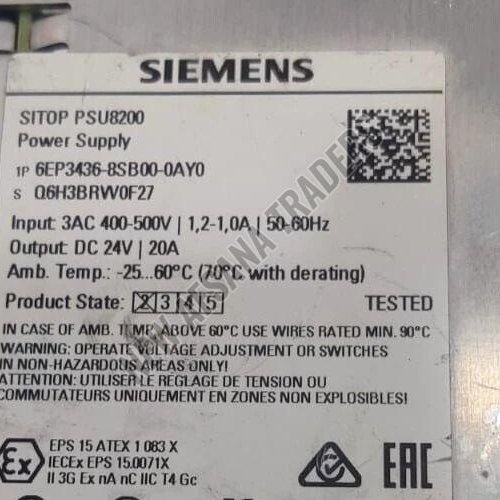 SIEMENS
SITOP PSU8200
Power Supply
1P 6EP3436-8SB00-0AY0
S Q6H3BRVV0F27
Input: 3AC 400-500V | 1,2-1,0A | 50-60Hz
Output: DC 24V | 20A
Amb. Temp.: -25...60°C (70°C with derating)
Product State: 2 3 4 5 TESTED
IN CASE OF AMB. TEMP. ABOVE 60°C USE WIRES RATED MIN. 90°C
WARNING: OPERATE VOLTAGE ADJUSTMENT OR SWITCHES
IN NON-HAZARDOUS AREAS ONLY!
ATTENTION: UTILISER LE RÉGLAGE DE TENSION OU
COMMUTATEURS UNIQUEMENT EN ZONES NON EXPLOSIBLES!
Ex EPS 15 ATEX 1 083 X
IECEx EPS 15.0071X
II 3G Ex nA nC IIC T4 Gc
EAC